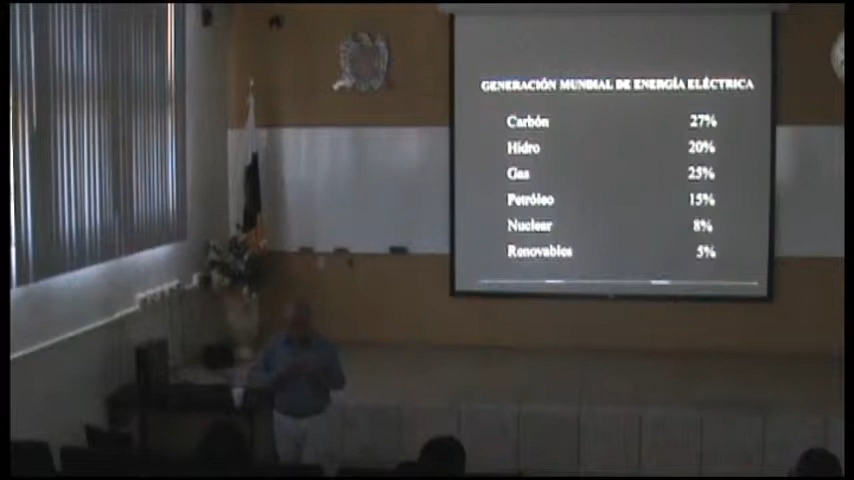 GENERACIÓN MUNDIAL DE ENERGÍA ELÉCTRICA
Carbón 27%
Hidro 20%
Gas 25%
Petróleo 15%
Nuclear 8%
Renovables 5%